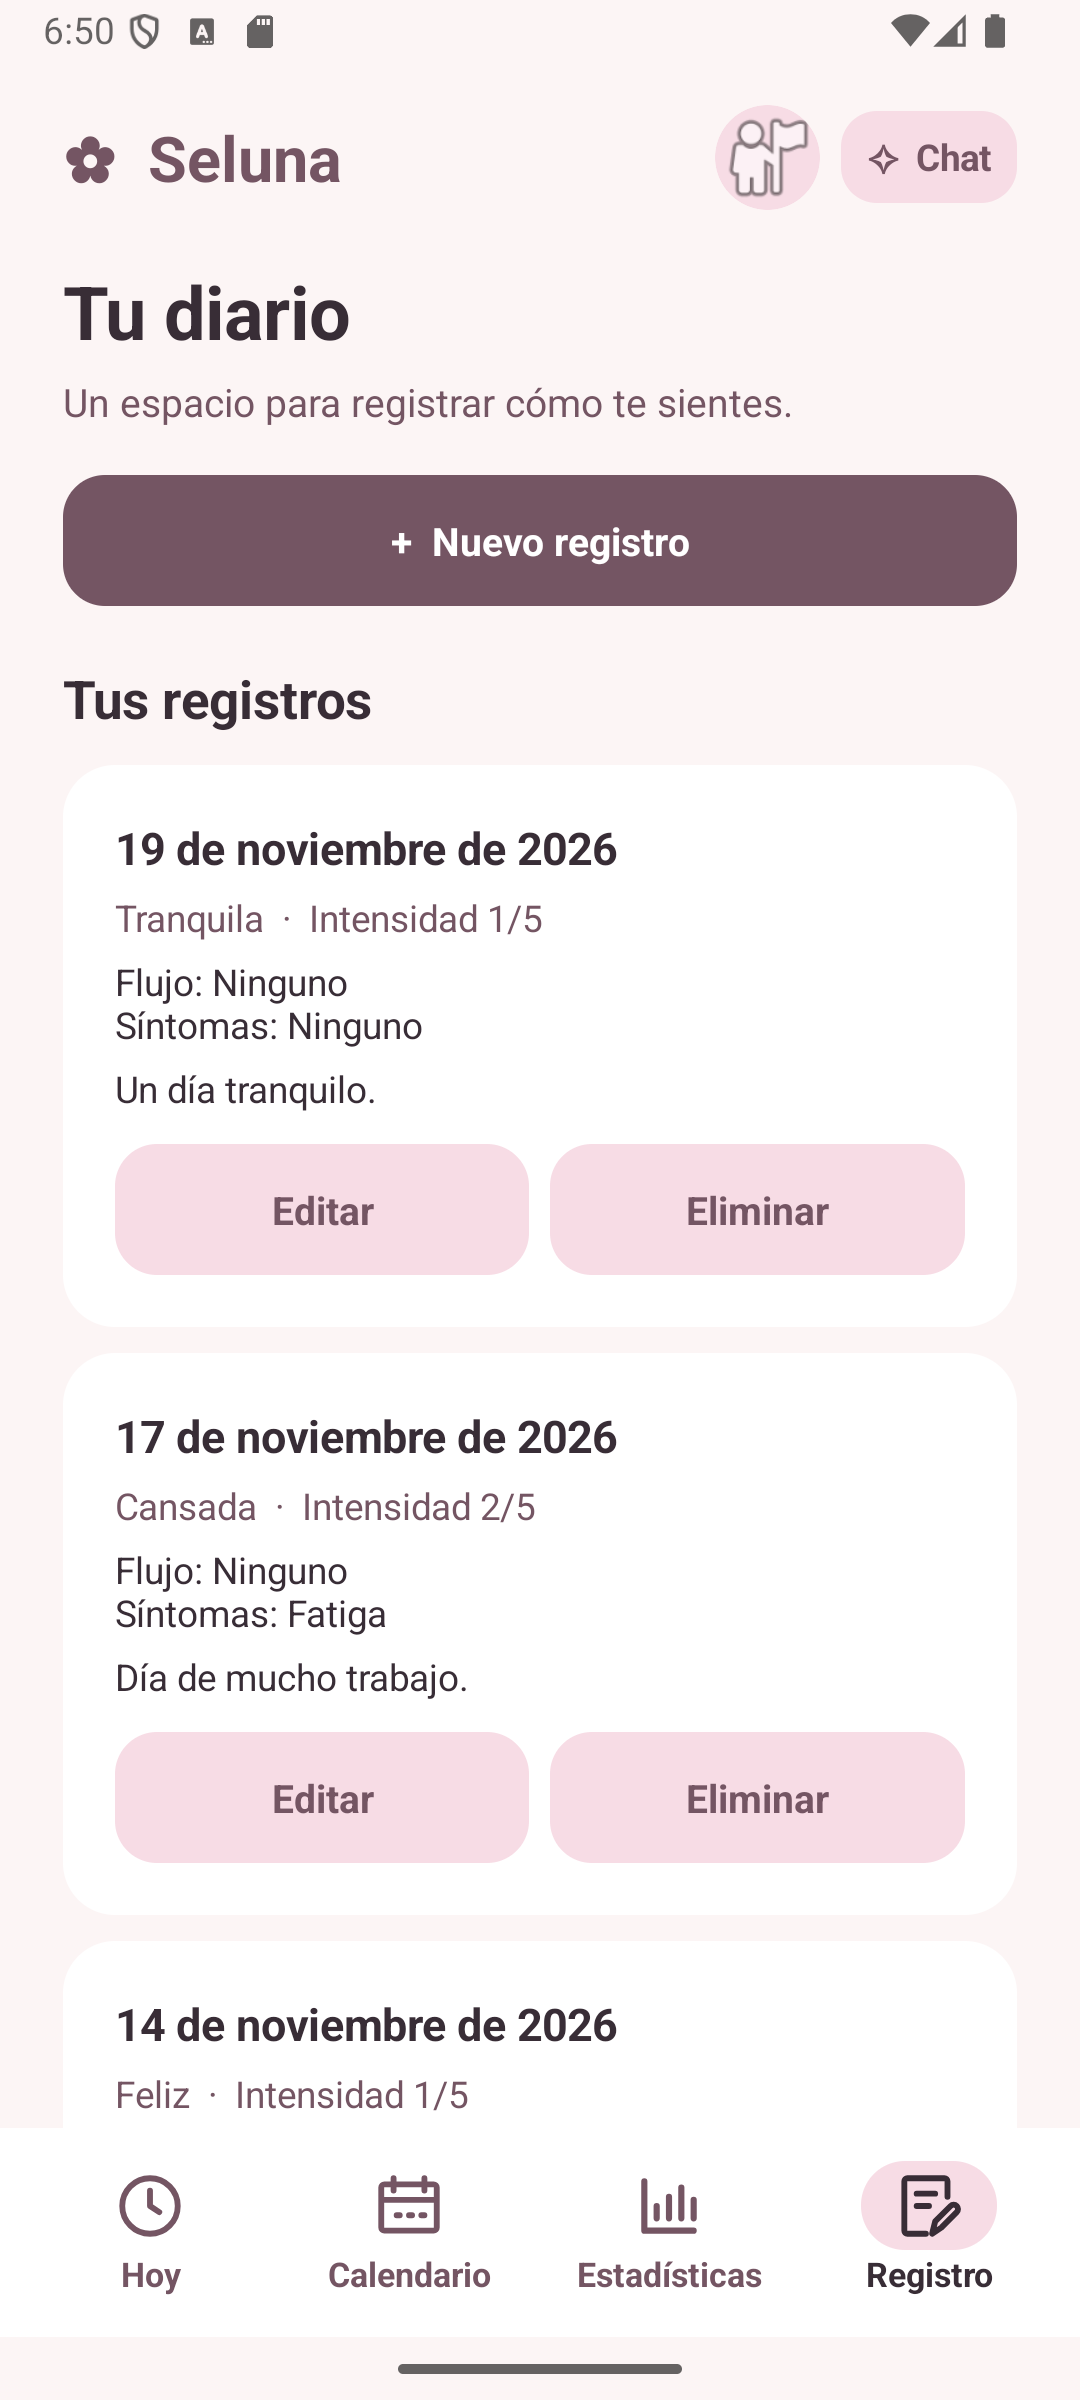 6:50
Seluna
Chat
Tu diario
Un espacio para registrar cómo te sientes.
+ Nuevo registro
Tus registros
19 de noviembre de 2026
Tranquila · Intensidad 1/5
Flujo: Ninguno
Síntomas: Ninguno
Un día tranquilo.
Editar
Eliminar
17 de noviembre de 2026
Cansada · Intensidad 2/5
Flujo: Ninguno
Síntomas: Fatiga
Día de mucho trabajo.
Editar
Eliminar
14 de noviembre de 2026
Feliz · Intensidad 1/5
Hoy
Calendario
Estadísticas
Registro